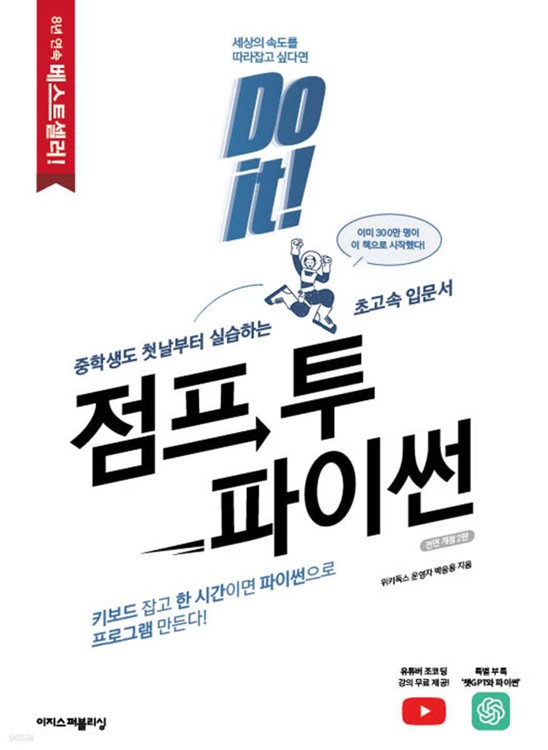 8년 연속 베스트셀러!
세상의 속도를
따라잡고 싶다면
Do
it!
이미 300만 명이
이 책으로 시작했다!
중학생도 첫날부터 실습하는
초고속 입문서
점프 투
파이썬
전면 개정 2판
위키독스 운영자 박응용 지음
키보드 잡고 한 시간이면 파이썬으로
프로그램 만든다!
유튜버 조코딩
강의 무료 제공!
특별 부록
'챗GPT와 파이썬'
이지스퍼블리싱
yes24